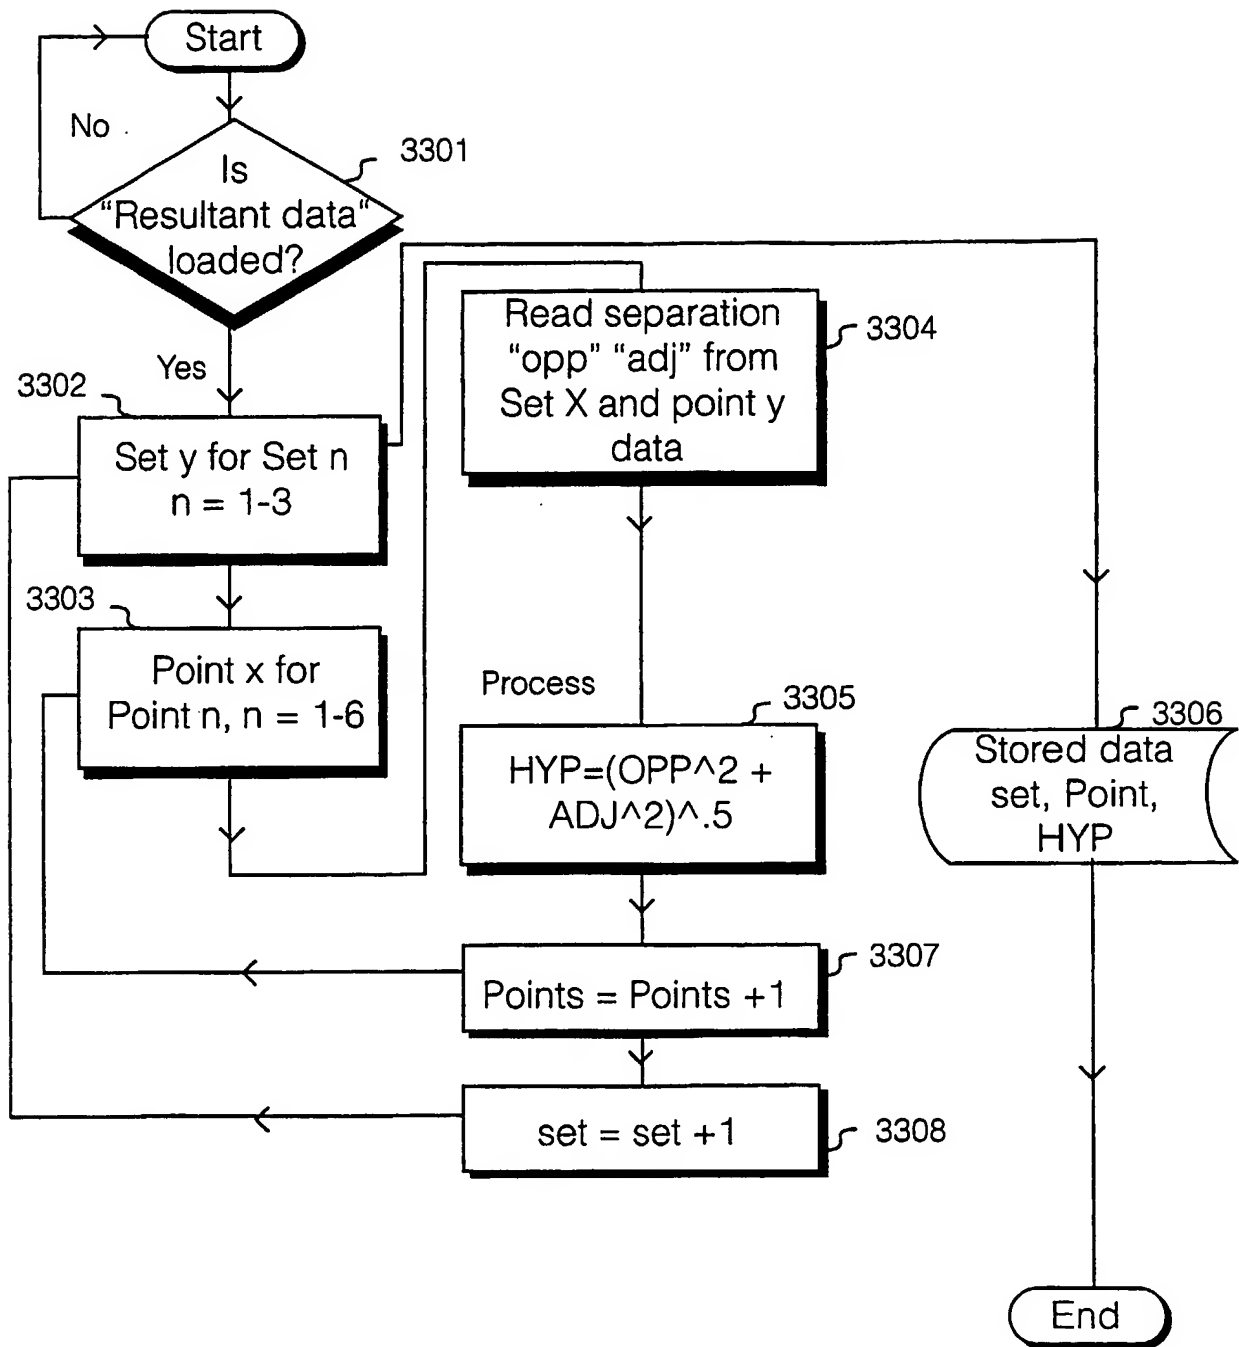 Start
No
3301
Is
“Resultant data“
loaded?
Yes
3302
Set y for Set n
n = 1-3
3303
Point x for
Point n, n = 1-6
Read separation
“opp” “adj” from
Set X and point y
data
3304
Process
3305
HYP=(OPP^2 +
ADJ^2)^.5
3306
Stored data
set, Point,
HYP
3307
Points = Points +1
3308
set = set +1
End